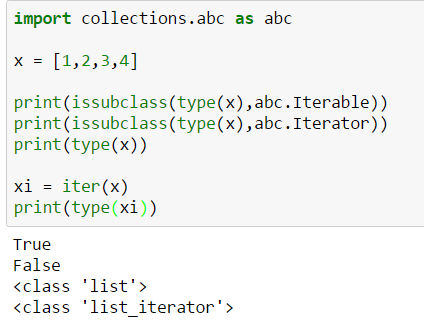 import collections.abc as abc
x = [1,2,3,4]
print(issubclass(type(x),abc.Iterable))
print(issubclass(type(x),abc.Iterator))
print(type(x))
xi = iter(x)
print(type(xi))
True
False
<class 'list'>
<class 'list_iterator'>